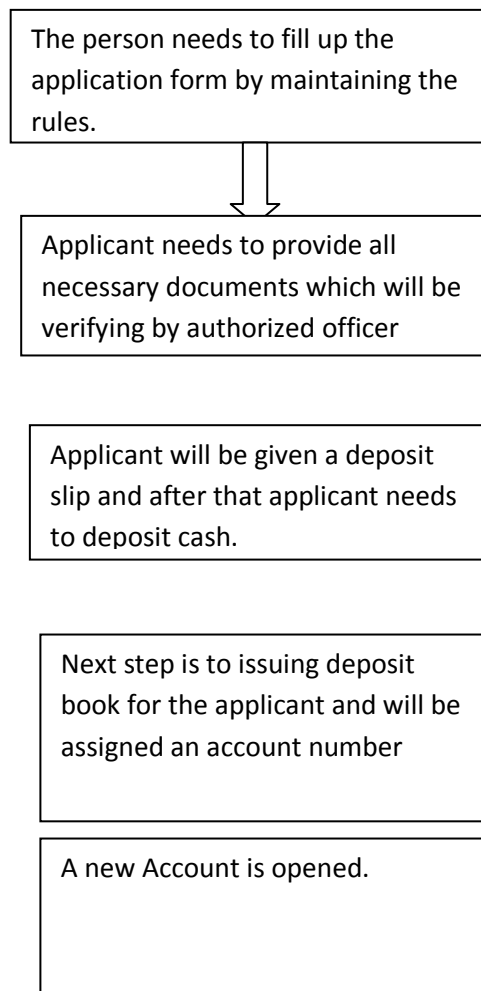 The person needs to fill up the
application form by maintaining the
rules.
Applicant needs to provide all
necessary documents which will be
verifying by authorized officer
Applicant will be given a deposit
slip and after that applicant needs
to deposit cash.
Next step is to issuing deposit
book for the applicant and will be
assigned an account number
A new Account is opened.